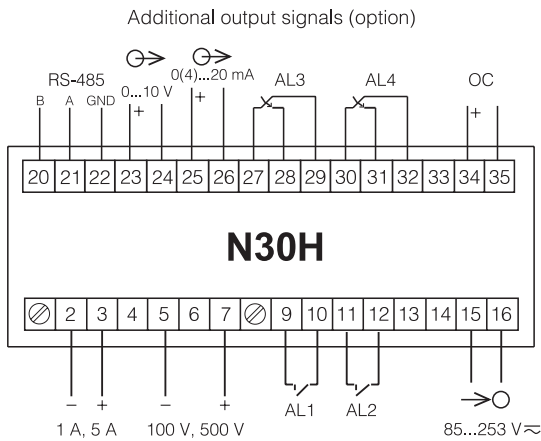 Additional output signals (option)
RS-485 0...10 V 0(4)...20 mA AL3 AL4 OC
B A GND + + +
20 21 22 23 24 25 26 27 28 29 30 31 32 33 34 35
N30H
2 3 4 5 6 7 9 10 11 12 13 14 15 16
− + − + AL1 AL2
1 A, 5 A 100 V, 500 V 85...253 V ≂